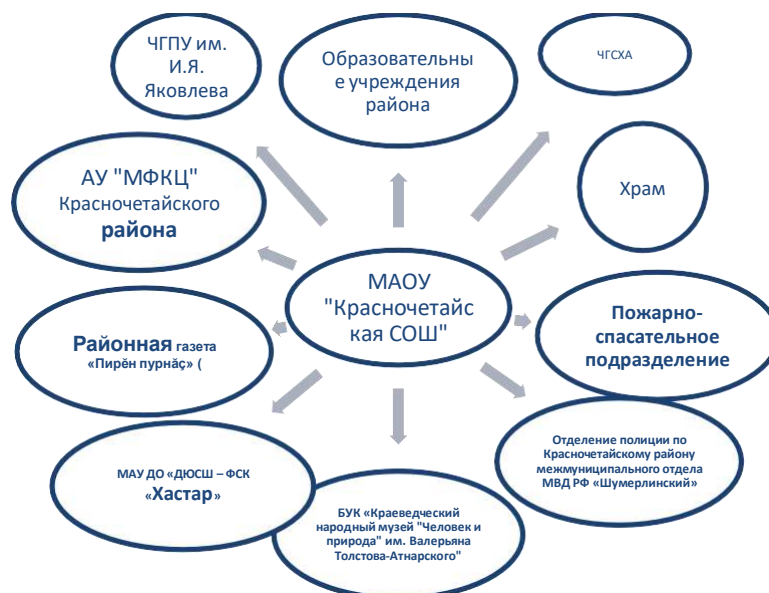 ЧГПУ им.
И.Я.
Яковлева
Образовательны
е учреждения
района
ЧГСХА
АУ "МФКЦ"
Красночетайского
района
Храм
МАОУ
"Красночетайс
кая СОШ"
Районная газета
«Пирĕн пурнăç» (
Пожарно-
спасательное
подразделение
МАУ ДО «ДЮСШ – ФСК
«Хастар»
Отделение полиции по
Красночетайскому району
межмуниципального отдела
МВД РФ «Шумерлинский»
БУК «Краеведческий
народный музей "Человек и
природа" им. Валерьяна
Толстова-Атнарского"